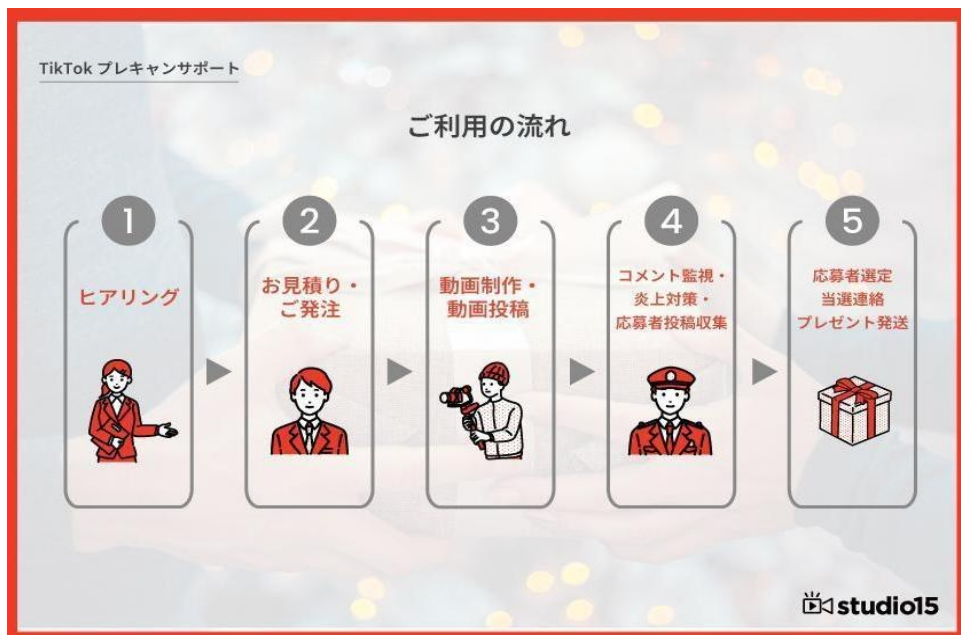 TikTok プレキャンサポート
ご利用の流れ
1
ヒアリング
2
お見積り・
ご発注
3
動画制作・
動画投稿
4
コメント監視・
炎上対策・
応募者投稿収集
5
応募者選定
当選連絡
プレゼント発送
studio15